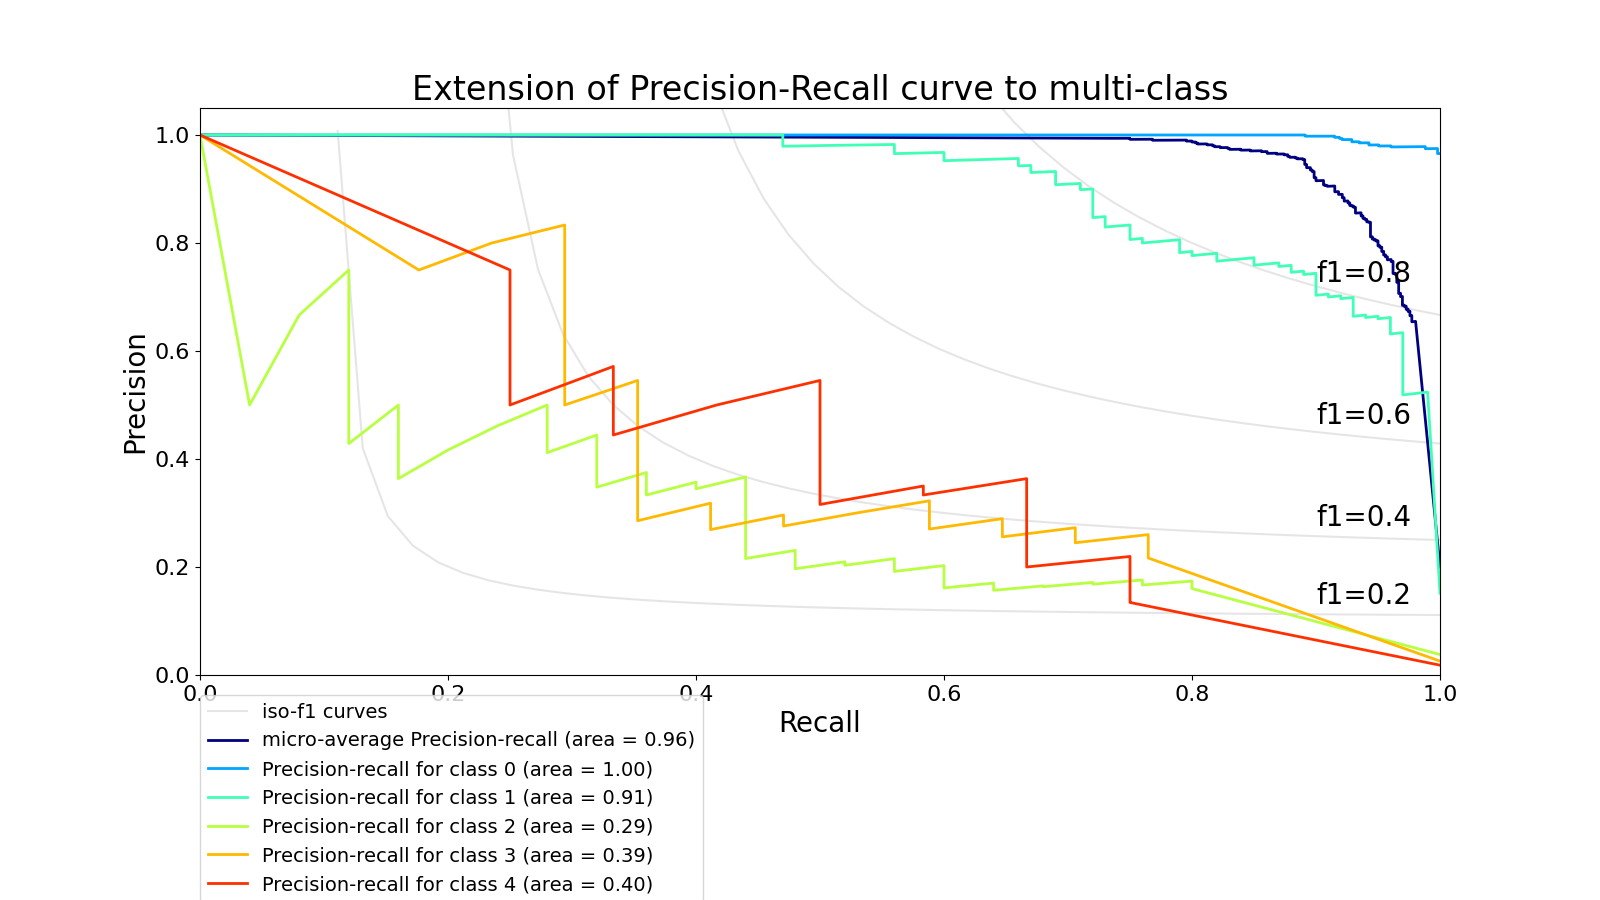 Extension of Precision-Recall curve to multi-class
1.0
0.8
0.6
0.4
0.2
0.0
Precision
f1=0.8
f1=0.6
f1=0.4
f1=0.2
0.0 0.2 0.4 0.6 0.8 1.0
Recall
iso-f1 curves
micro-average Precision-recall (area = 0.96)
Precision-recall for class 0 (area = 1.00)
Precision-recall for class 1 (area = 0.91)
Precision-recall for class 2 (area = 0.29)
Precision-recall for class 3 (area = 0.39)
Precision-recall for class 4 (area = 0.40)